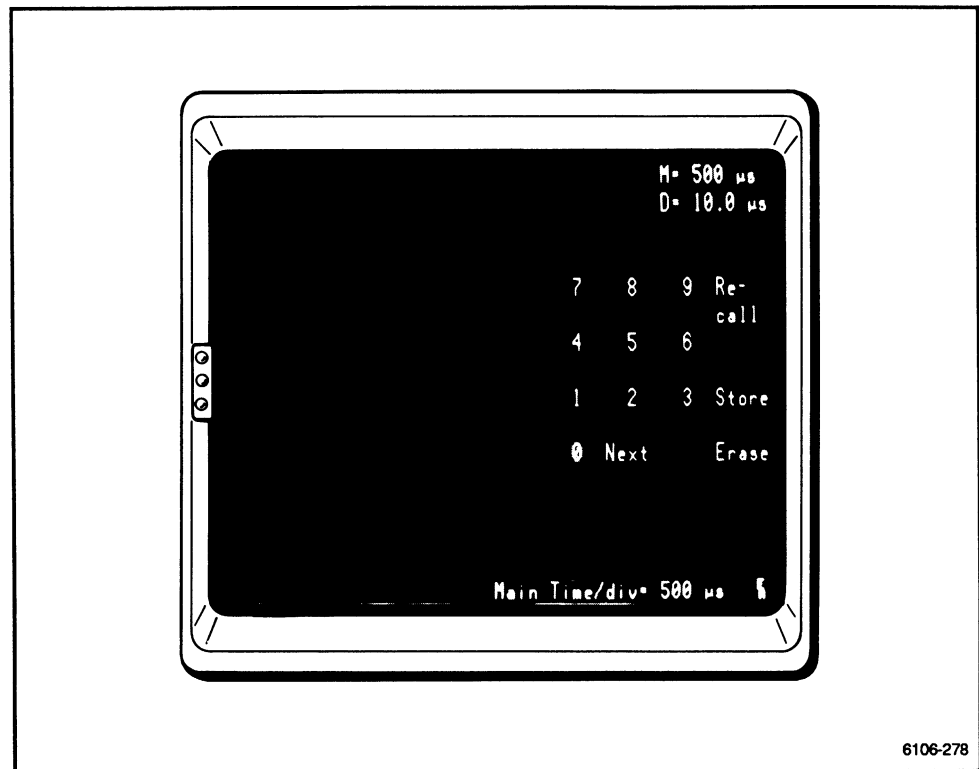 M= 500 µs
D= 10.0 µs
7 8 9 Re-
call
4 5 6
1 2 3 Store
0 Next Erase
Main Time/div= 500 µs
6106-278